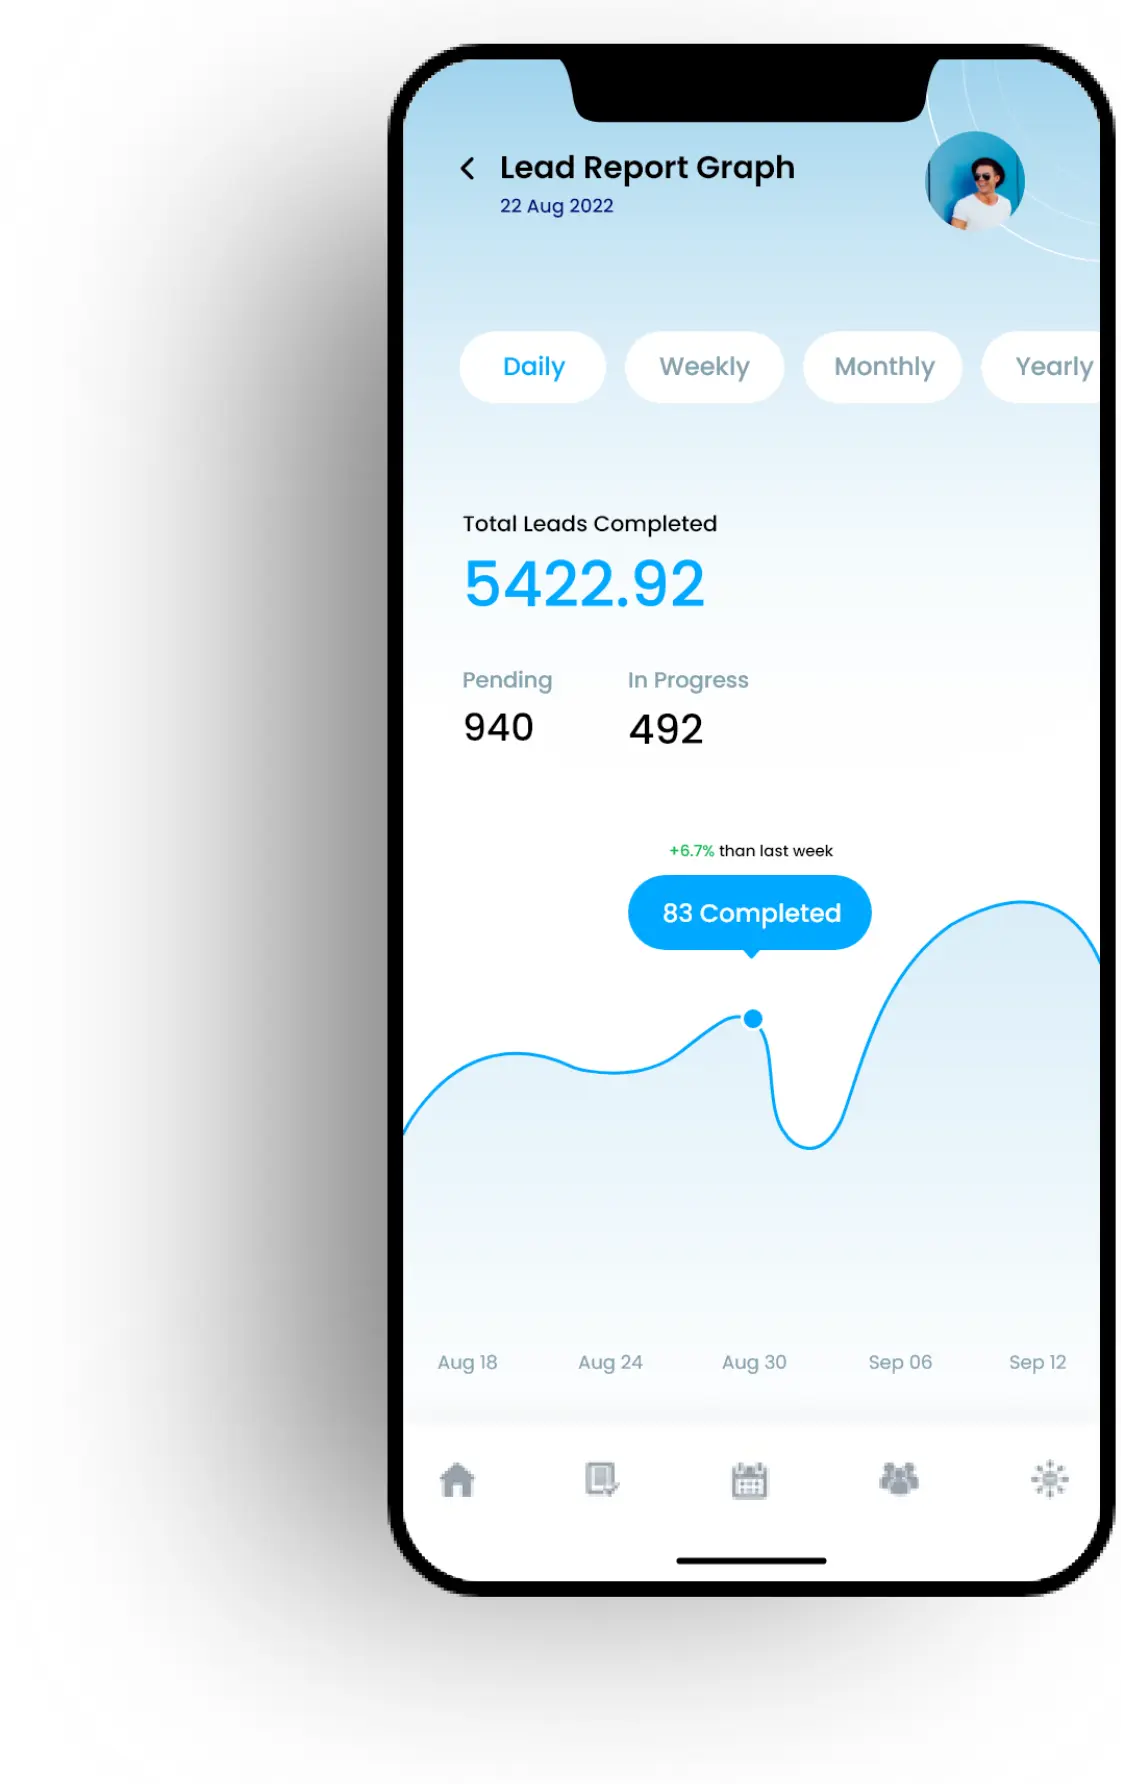 Lead Report Graph
22 Aug 2022
Daily Weekly Monthly Yearly
Total Leads Completed
5422.92
Pending In Progress
940 492
+6.7% than last week
83 Completed
Aug 18 Aug 24 Aug 30 Sep 06 Sep 12